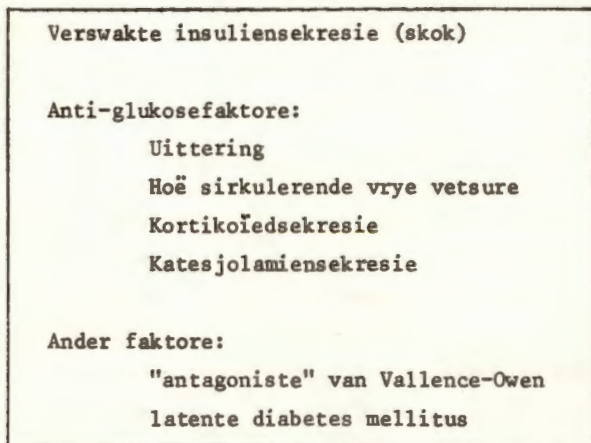 Verswakte insuliensekresie (skok)
Anti-glukosefaktore:
Uittering
Hoë sirkulerende vrye vetsure
Kortikoïedsekresie
Katesjolamiensekresie
Ander faktore:
"antagoniste" van Vallence-Owen
latente diabetes mellitus